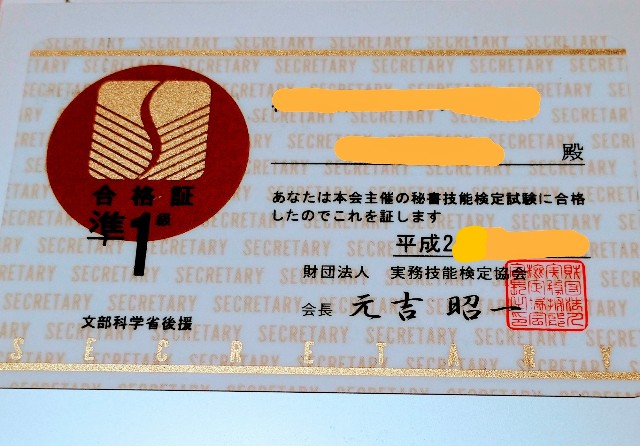 殿
合格証
準1級
あなたは本会主催の秘書技能検定試験に合格
したのでこれを証します
平成2
財団法人 実務技能検定協会
会長 元吉昭一
文部科学省後援
SECRETARY